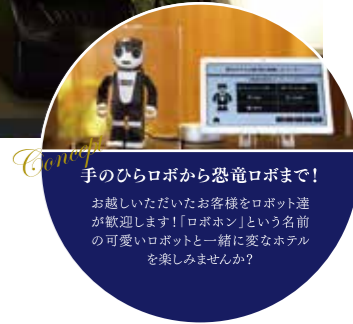 Concept
手のひらロボから恐竜ロボまで！
お越しいただいたお客様をロボット達
が歓迎します！「ロボホン」という名前
の可愛いロボットと一緒に変なホテル
を楽しみませんか？